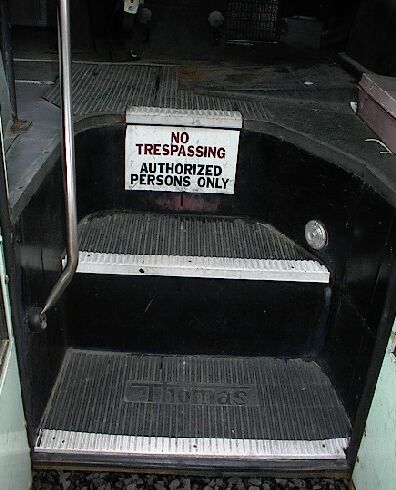 NO
TRESPASSING
AUTHORIZED
PERSONS ONLY
Thomas